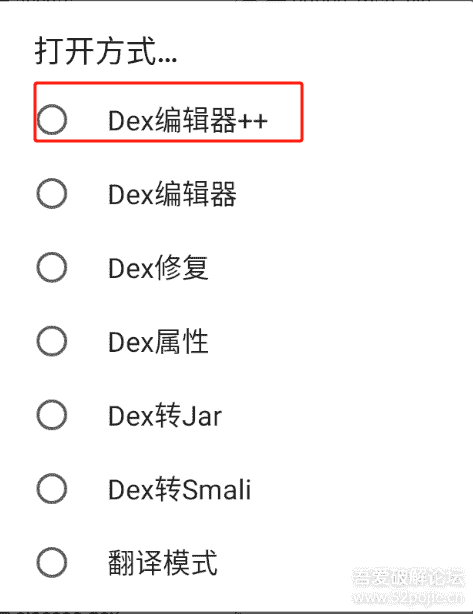 打开方式...
Dex编辑器++
Dex编辑器
Dex修复
Dex属性
Dex转Jar
Dex转Smali
翻译模式
吾爱破解论坛
www.52pojie.cn